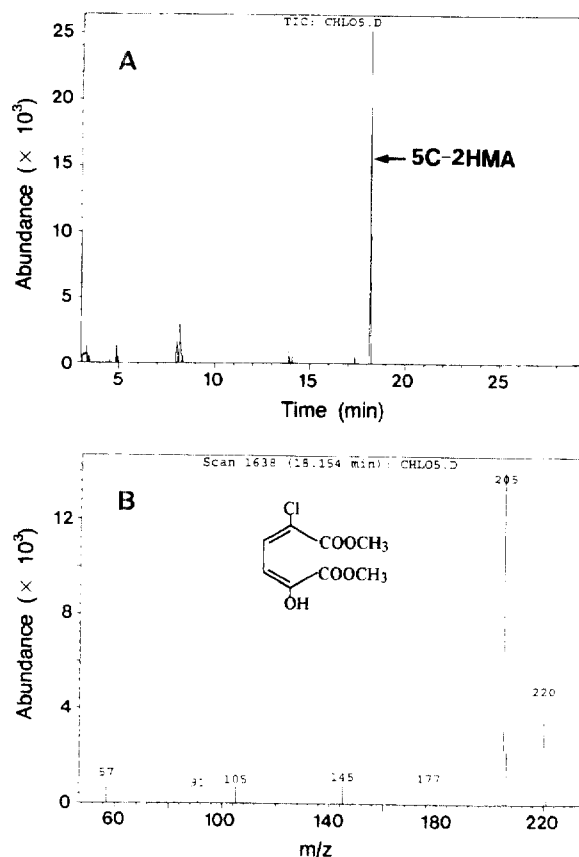 TIC: CHLO5.D
A
25
20
15
10
5
0
Abundance (× 10³)
5C-2HMA
5 10 15 20 25
Time (min)
Scan 1638 (18.154 min): CHLO5.D
B
205
Cl
COOCH₃
COOCH₃
OH
12
8
4
0
Abundance (× 10³)
220
57
91
105
145
177
60 100 140 180 220
m/z